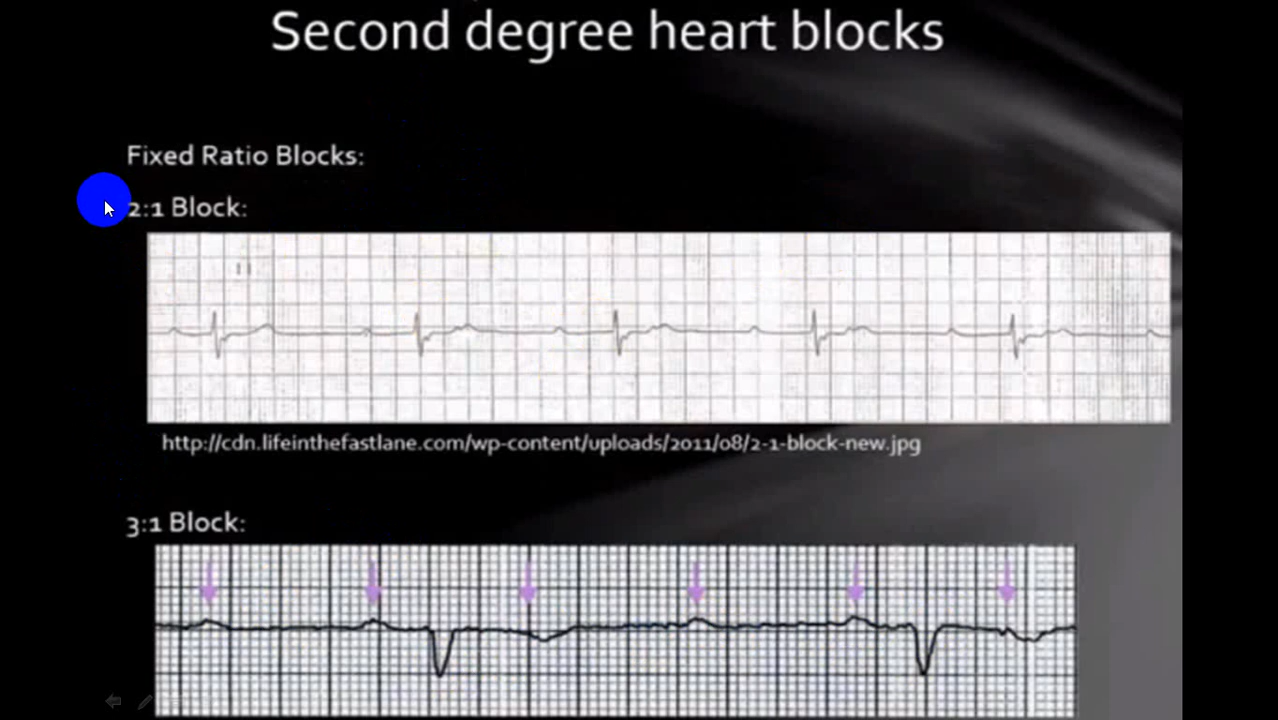 Second degree heart blocks
Fixed Ratio Blocks:
2:1 Block:
II
http://cdn.lifeinthefastlane.com/wp-content/uploads/2011/08/2-1-block-new.jpg
3:1 Block: